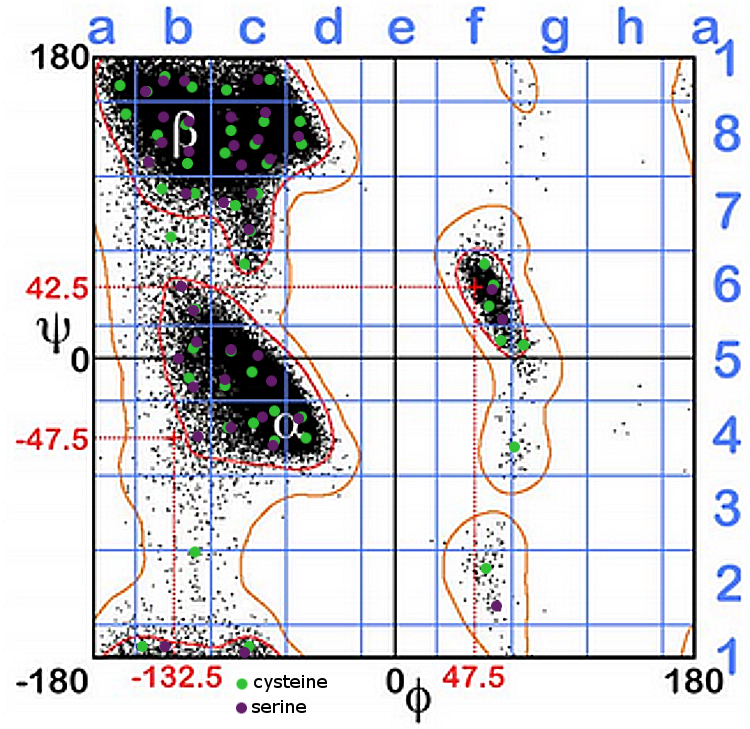 a b c d e f g h a
180 1
β 8
7
42.5 6
ψ
0 5
-47.5 α 4
3
2
1
-180 -132.5 0 ϕ 47.5 180
cysteine
serine